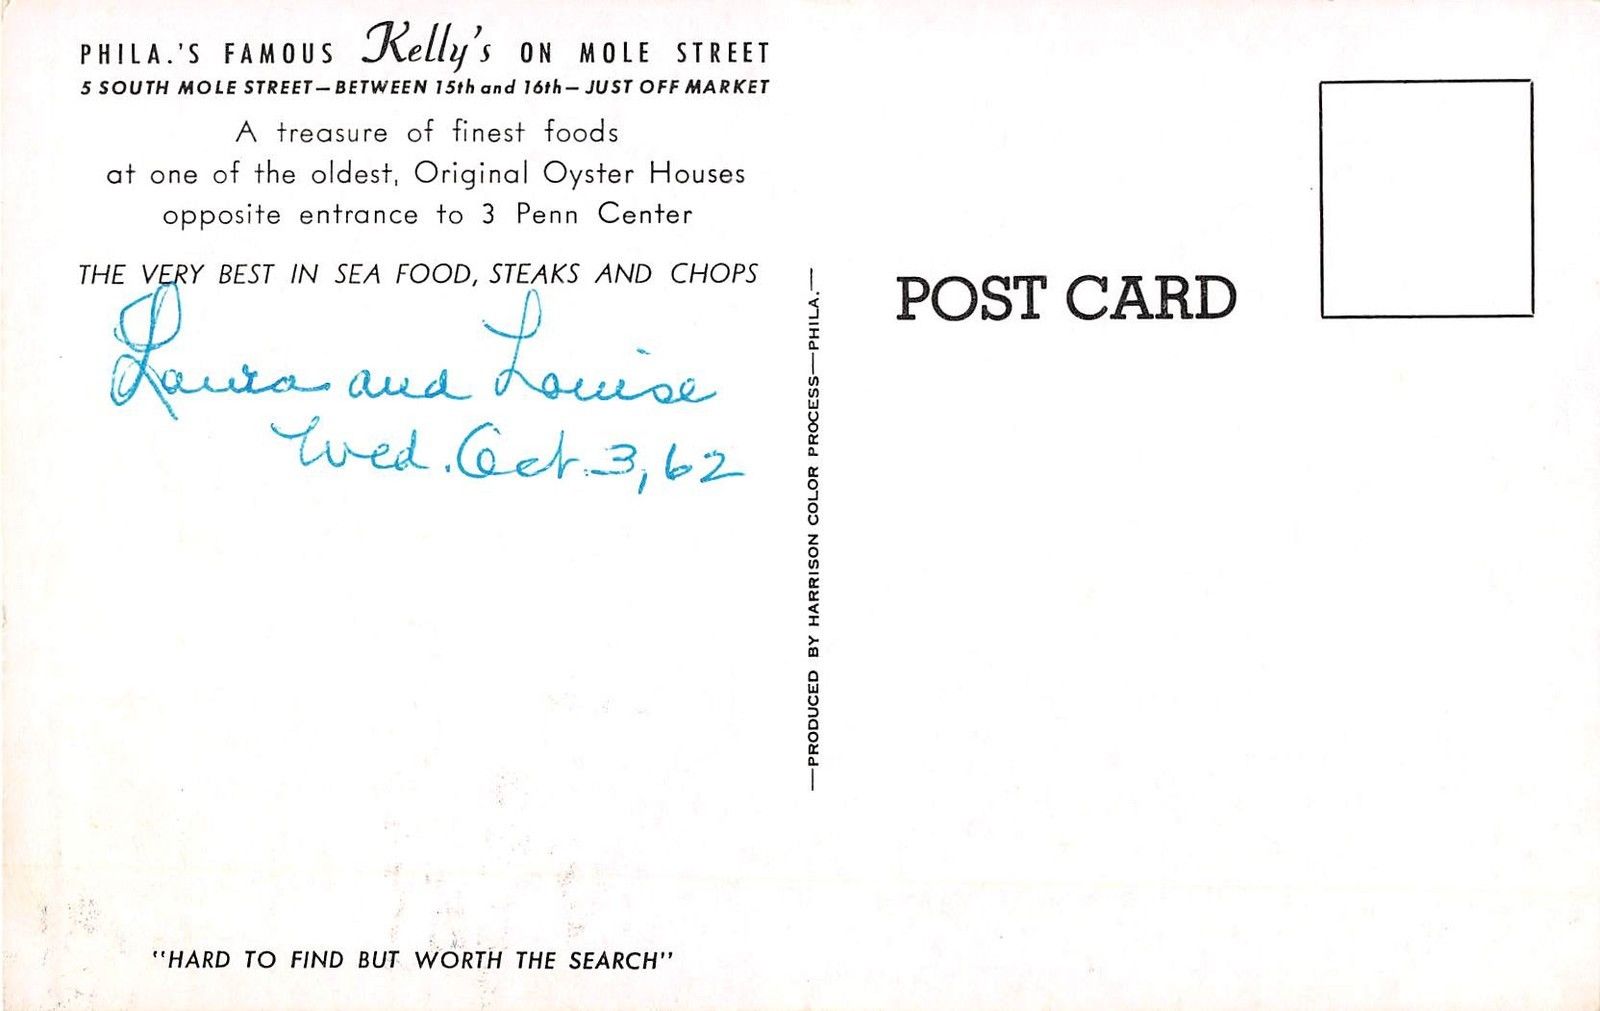 PHILA.'S FAMOUS Kelly's ON MOLE STREET
5 SOUTH MOLE STREET—BETWEEN 15th and 16th—JUST OFF MARKET
A treasure of finest foods
at one of the oldest, Original Oyster Houses
opposite entrance to 3 Penn Center
THE VERY BEST IN SEA FOOD, STEAKS AND CHOPS
Laura and Louise
Wed. Oct. 3, 62
"HARD TO FIND BUT WORTH THE SEARCH"
—PRODUCED BY HARRISON COLOR PROCESS—PHILA.—
POST CARD